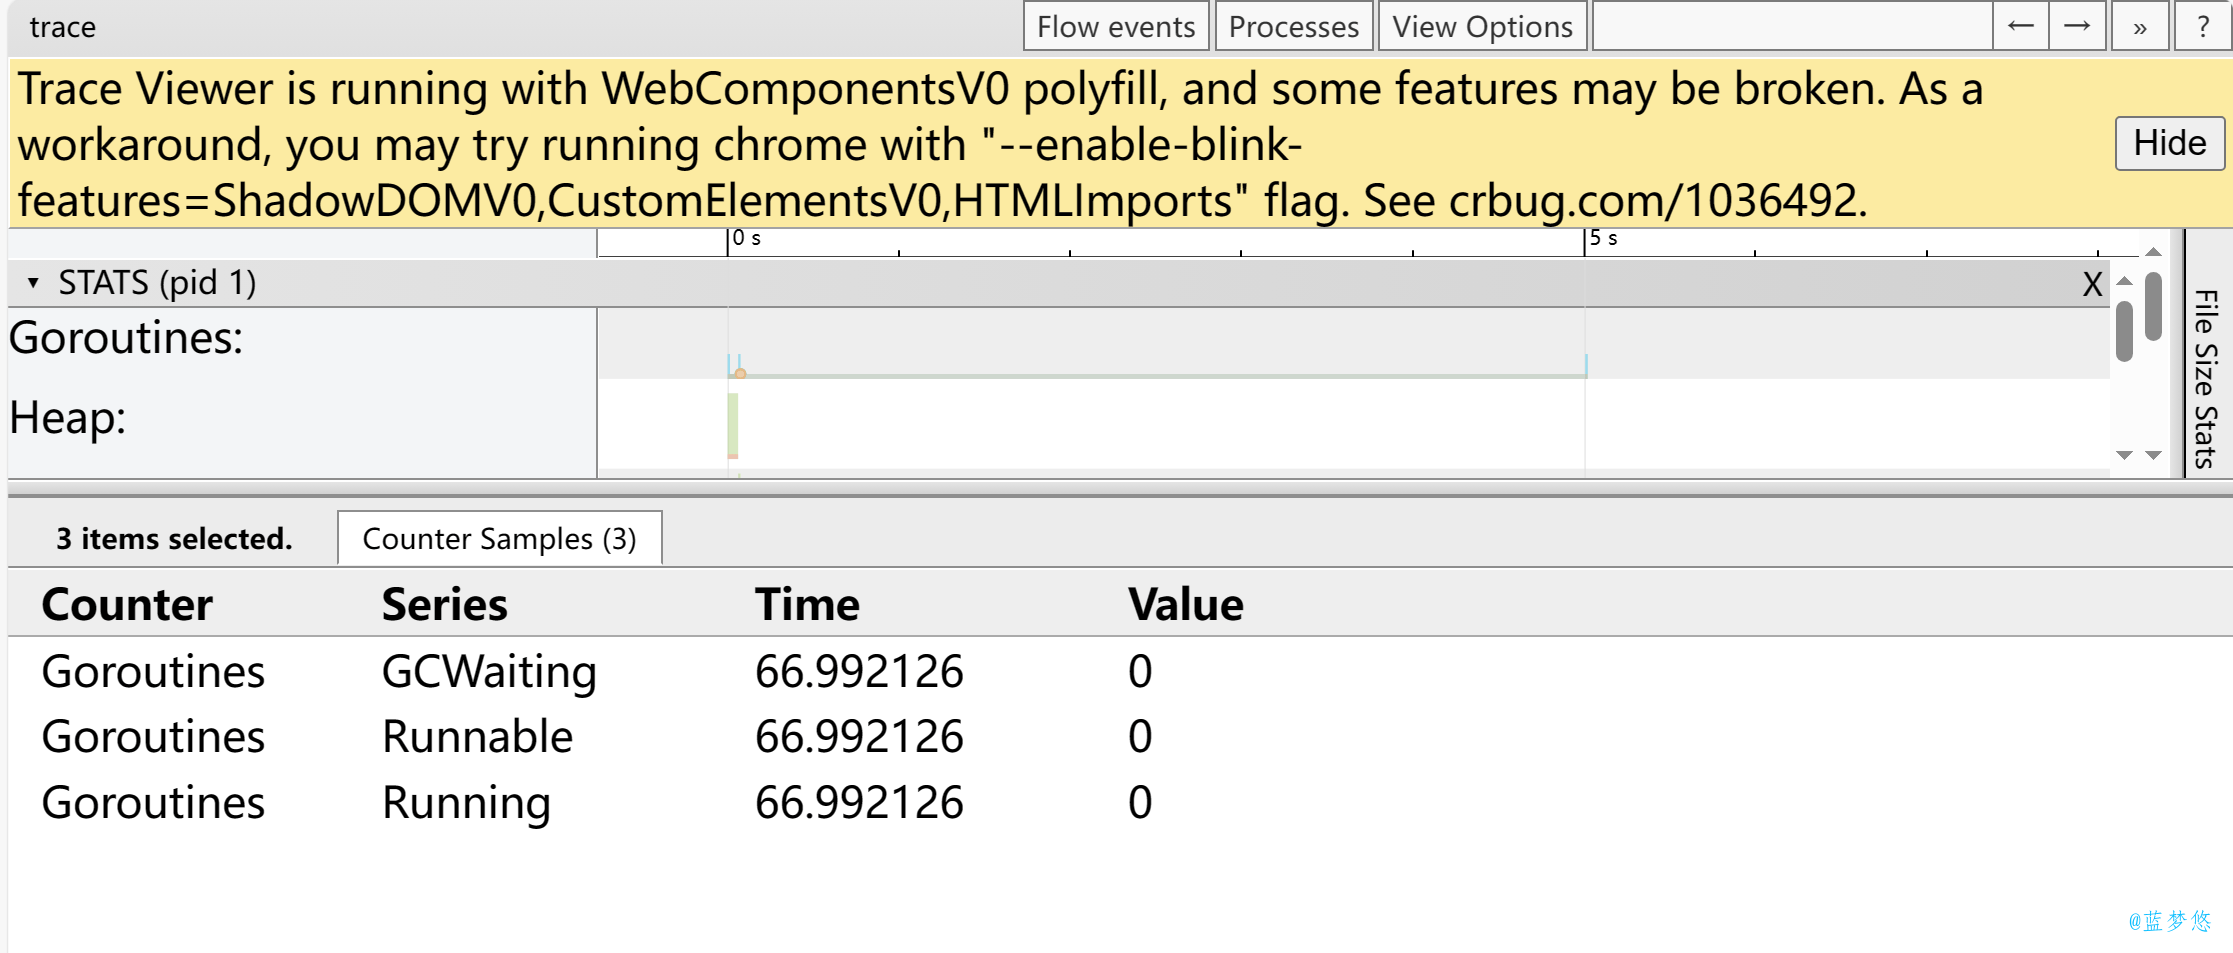 trace Flow events Processes View Options ← → » ?
Trace Viewer is running with WebComponentsV0 polyfill, and some features may be broken. As a
workaround, you may try running chrome with "--enable-blink-
features=ShadowDOMV0,CustomElementsV0,HTMLImports" flag. See crbug.com/1036492.
Hide
0 s 5 s
▾ STATS (pid 1) X
Goroutines:
Heap:
File Size Stats
3 items selected. Counter Samples (3)
Counter Series Time Value
Goroutines GCWaiting 66.992126 0
Goroutines Runnable 66.992126 0
Goroutines Running 66.992126 0
@蓝梦悠